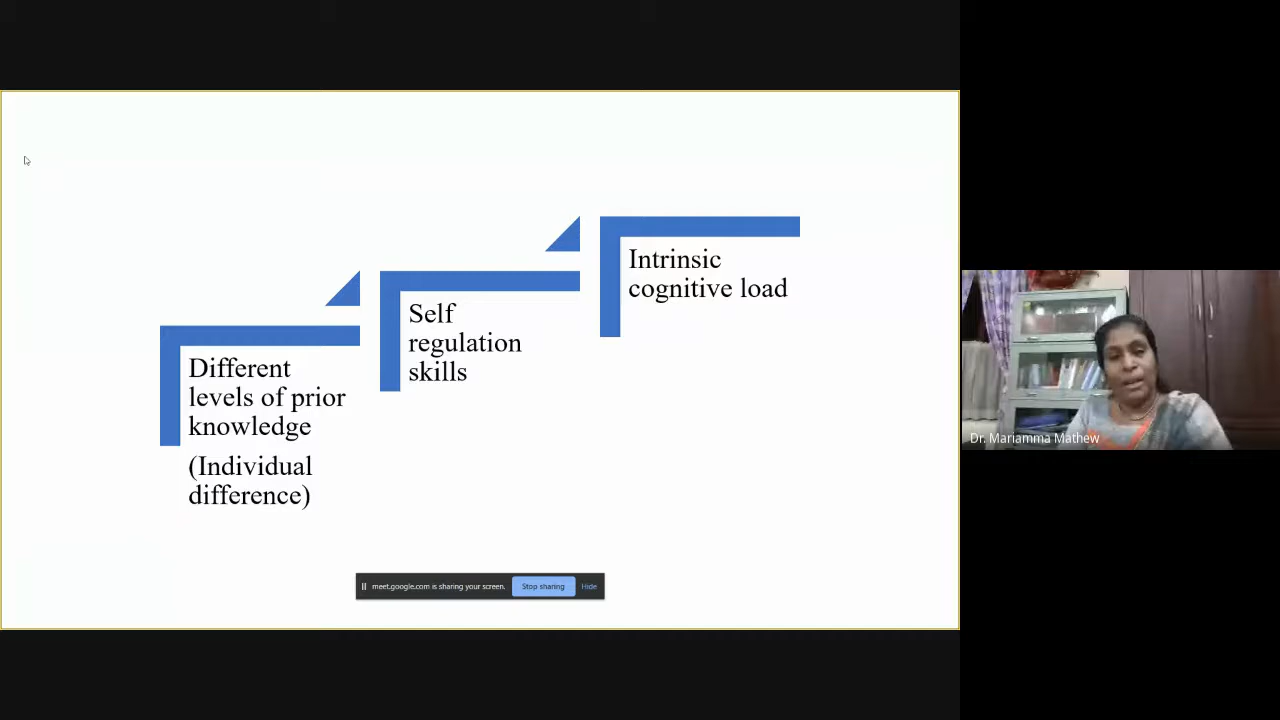 Different
levels of prior
knowledge
(Individual
difference)
Self
regulation
skills
Intrinsic
cognitive load
meet.google.com is sharing your screen.
Stop sharing
Hide
Dr. Mariamma Mathew